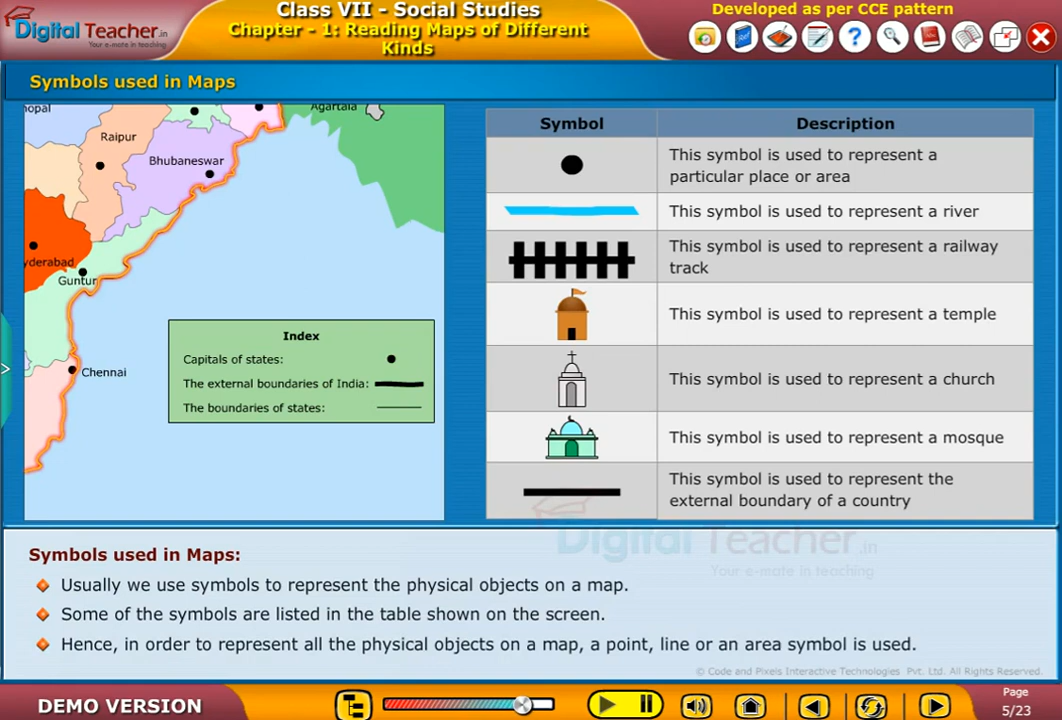 Digital Teacher.in
Your e-mate in teaching
Class VII - Social Studies
Chapter - 1: Reading Maps of Different
Kinds
Developed as per CCE pattern
Symbols used in Maps
Agartala
Raipur
Bhubaneswar
Guntur
Chennai
Index
Capitals of states:
The external boundaries of India:
The boundaries of states:
Symbol Description
This symbol is used to represent a
particular place or area
This symbol is used to represent a river
This symbol is used to represent a railway
track
This symbol is used to represent a temple
This symbol is used to represent a church
This symbol is used to represent a mosque
This symbol is used to represent the
external boundary of a country
Digital Teacher.in
Your e-mate in teaching
Symbols used in Maps:
Usually we use symbols to represent the physical objects on a map.
Some of the symbols are listed in the table shown on the screen.
Hence, in order to represent all the physical objects on a map, a point, line or an area symbol is used.
© Code and Pixels Interactive Technologies Pvt. Ltd. All Rights Reserved.
DEMO VERSION
Page
5/23